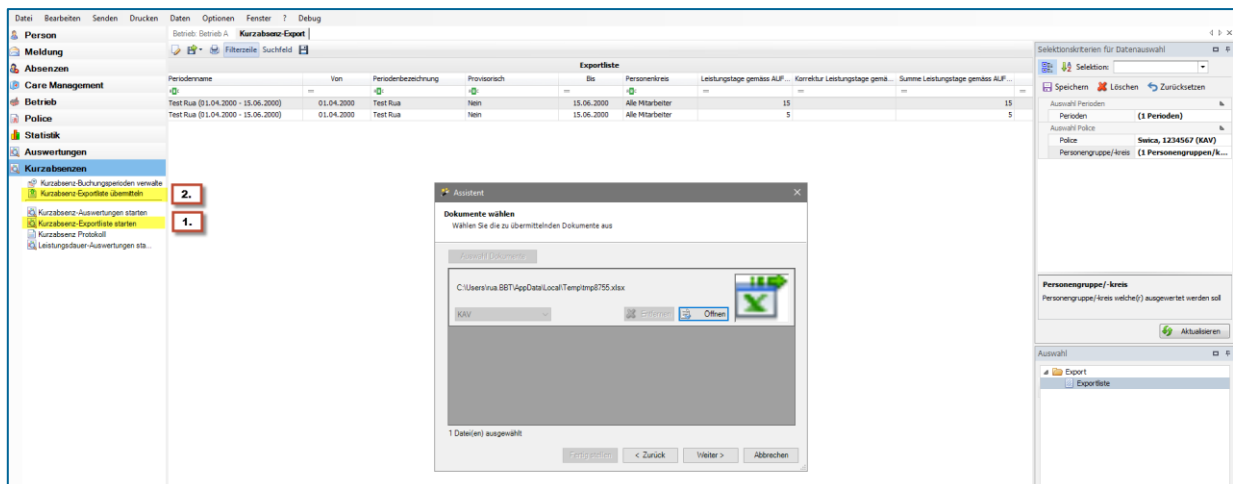 Datei Bearbeiten Senden Drucken Daten Optionen Fenster ? Debug
Person
Meldung
Absenzen
Care Management
Betrieb
Police
Statistik
Auswertungen
Kurzabsenzen
Kurzabsenz-Buchungsperioden verwalte
Kurzabsenz-Exportliste übermitteln
2.
Kurzabsenz-Auswertungen starten
Kurzabsenz-Exportliste starten
1.
Kurzabsenz Protokoll
Leistungsdauer-Auswertungen sta...
Betrieb: Betrieb A Kurzabsenz-Export
Filterzeile Suchfeld
Exportliste
Periodenname Von Periodenbezeichnung Provisorisch Bis Personenkreis Leistungstage gemäss AUF... Korrektur Leistungstage gemä... Summe Leistungstage gemäss AUF...
= = = = =
Test Rua (01.04.2000 - 15.06.2000) 01.04.2000 Test Rua Nein 15.06.2000 Alle Mitarbeiter 15 15
Test Rua (01.04.2000 - 15.06.2000) 01.04.2000 Test Rua Nein 15.06.2000 Alle Mitarbeiter 5 5
Assistent
Dokumente wählen
Wählen Sie die zu übermittelnden Dokumente aus
Auswahl Dokumente
C:\Users\rua.BBT\AppData\Local\Temp\tmp8755.xlsx
KAV Entfernen Öffnen
1 Datei(en) ausgewählt
Fertigstellen < Zurück Weiter > Abbrechen
Selektionskriterien für Datenauswahl
Selektion:
Speichern Löschen Zurücksetzen
Auswahl Perioden
Perioden (1 Perioden)
Auswahl Police
Police Swica, 1234567 (KAV)
Personengruppe/-kreis (1 Personengruppen/k...
Personengruppe/-kreis
Personengruppe/-kreis welche(r) ausgewertet werden soll
Aktualisieren
Auswahl
Export
Exportliste